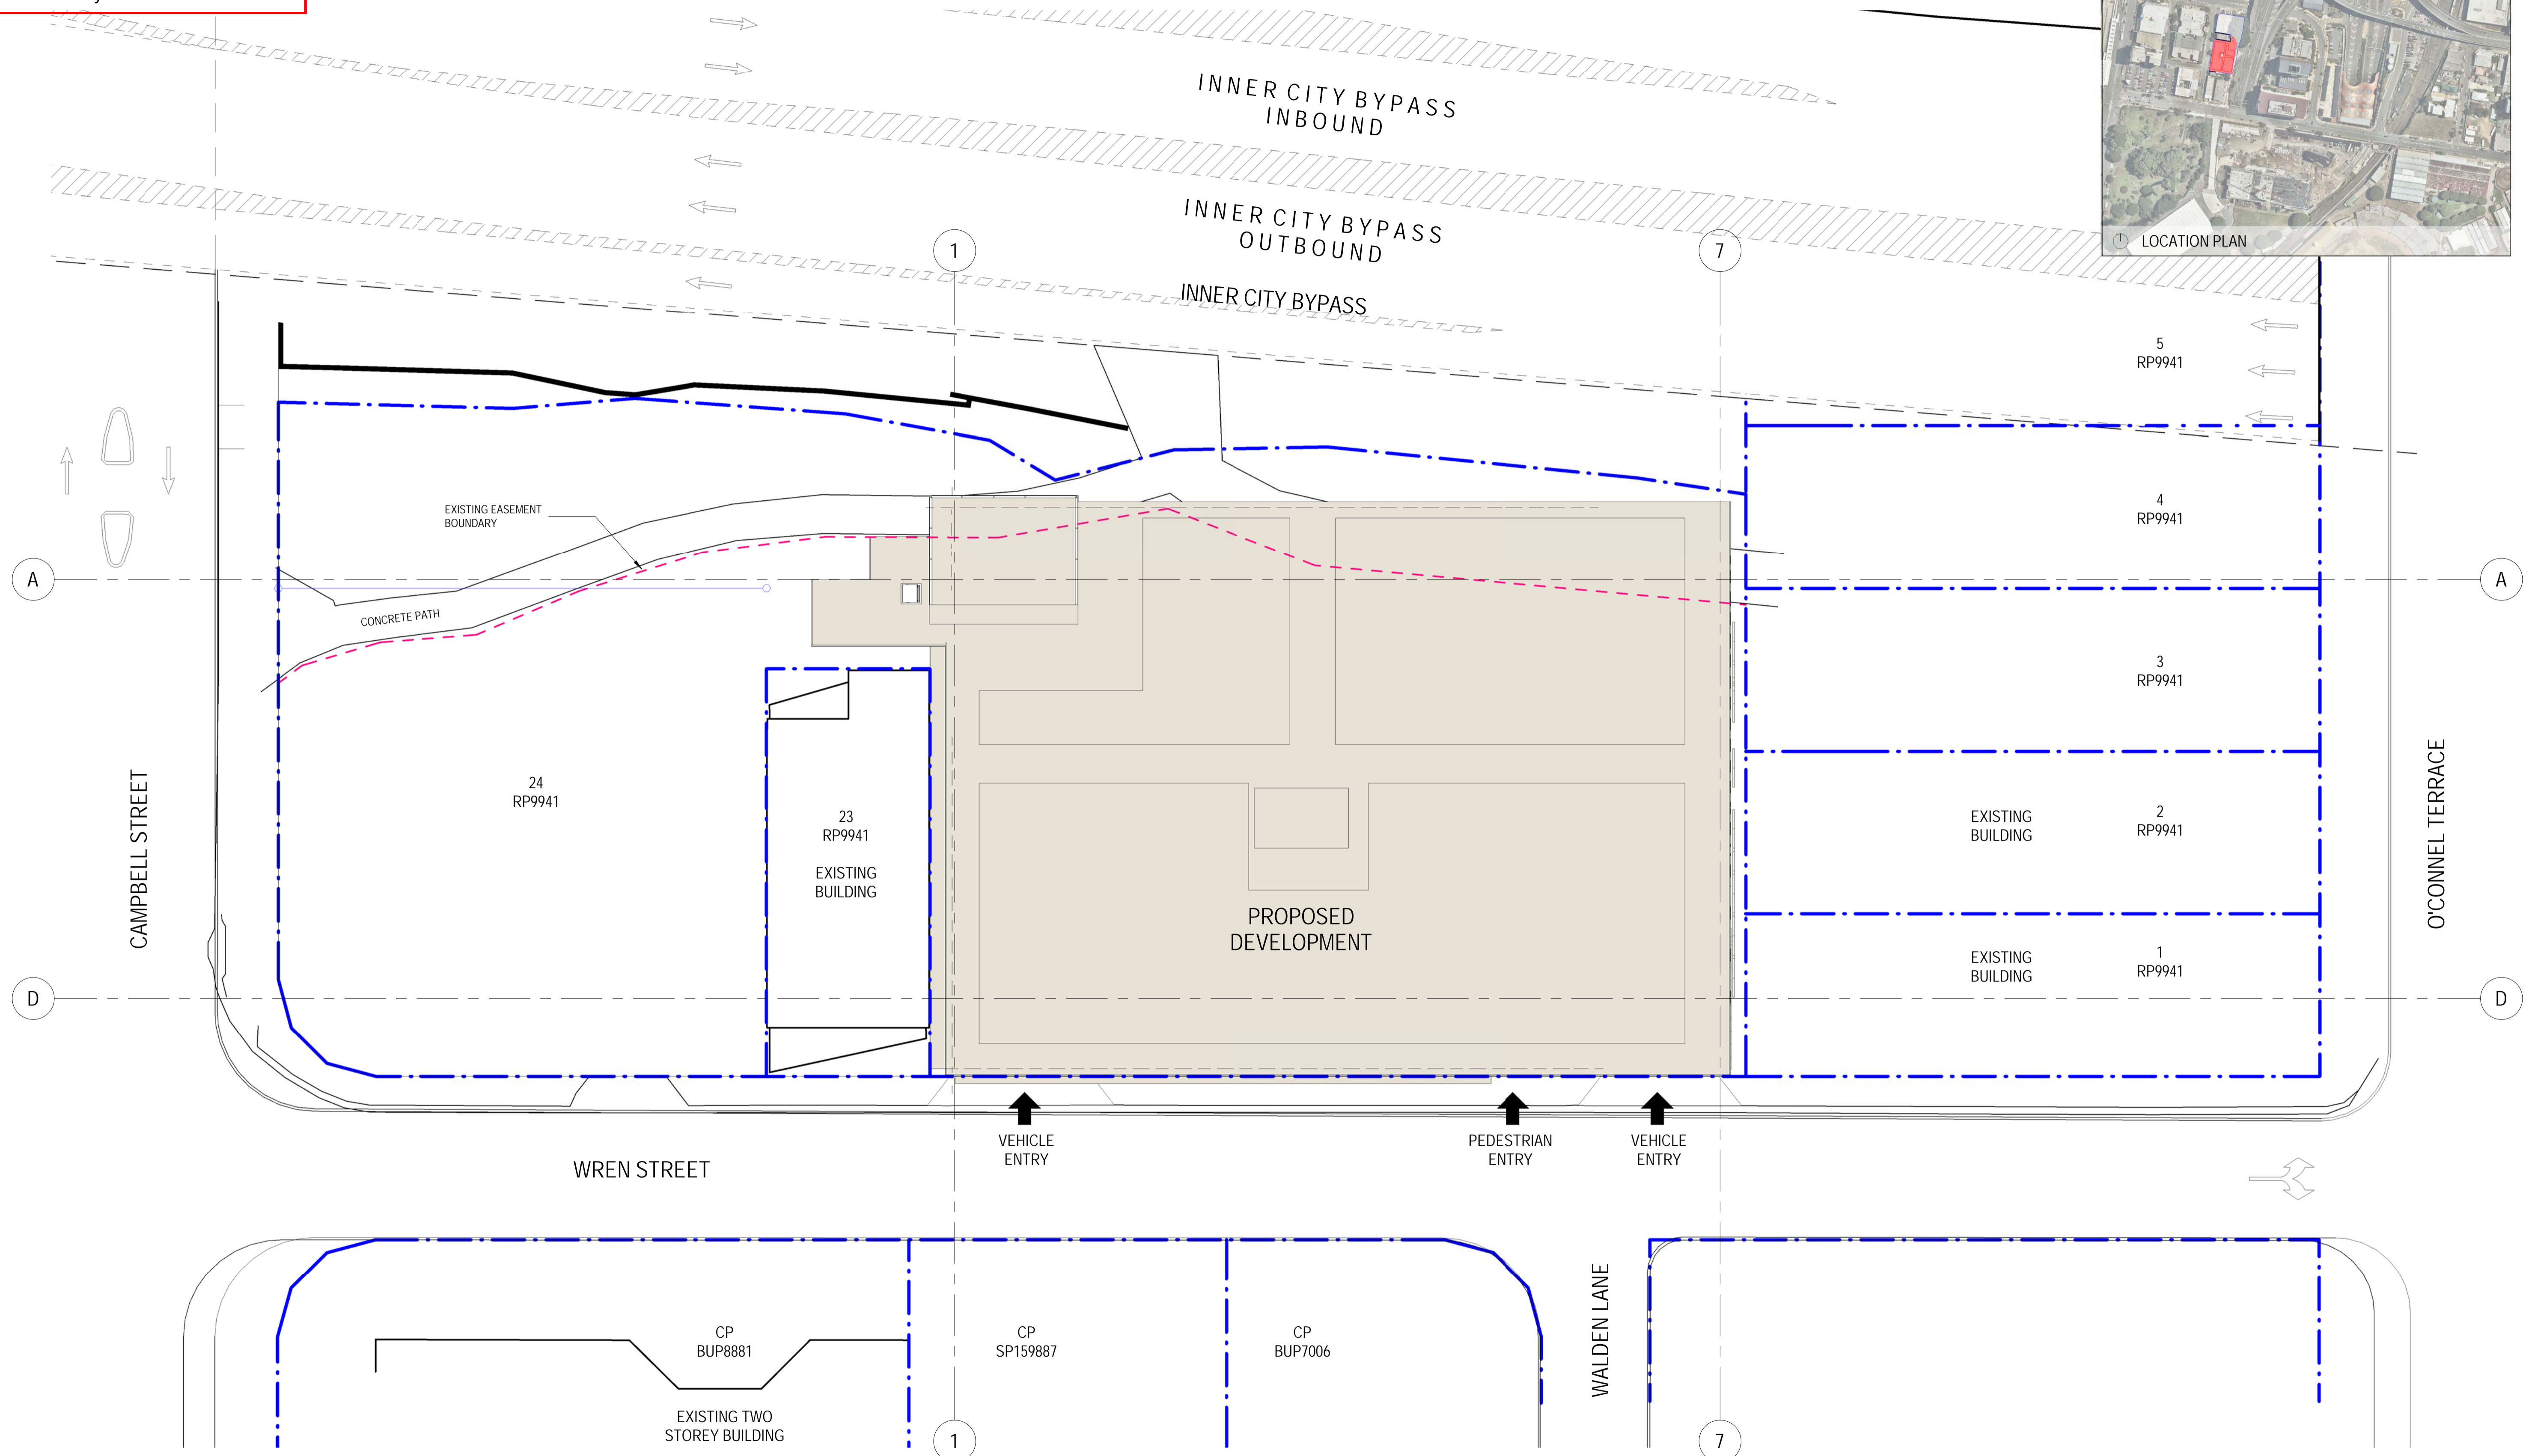 INNER CITY BYPASS
INBOUND
INNER CITY BYPASS
OUTBOUND
INNER CITY BYPASS
LOCATION PLAN
1
7
5
RP9941
4
RP9941
EXISTING EASEMENT
BOUNDARY
A
A
CONCRETE PATH
3
RP9941
24
RP9941
23
RP9941
EXISTING
BUILDING
EXISTING
BUILDING
2
RP9941
CAMPBELL STREET
O'CONNEL TERRACE
PROPOSED
DEVELOPMENT
EXISTING
BUILDING
1
RP9941
D
D
VEHICLE
ENTRY
PEDESTRIAN
ENTRY
VEHICLE
ENTRY
WREN STREET
WALDEN LANE
CP
BUP8881
CP
SP159887
CP
BUP7006
EXISTING TWO
STOREY BUILDING
1
7